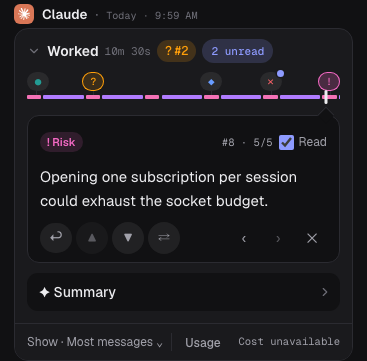 Claude · Today · 9:59 AM
Worked 10m 30s ? #2 2 unread
? ◆ × !
! Risk #8 · 5/5 Read
Opening one subscription per session
could exhaust the socket budget.
Summary
Show · Most messages Usage Cost unavailable